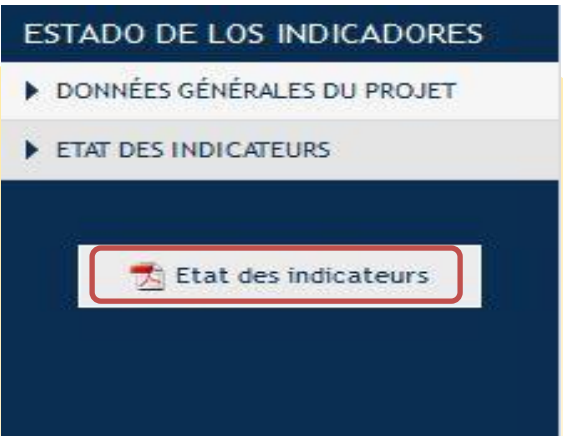 ESTADO DE LOS INDICADORES
DONNÉES GÉNÉRALES DU PROJET
ETAT DES INDICATEURS
Etat des indicateurs